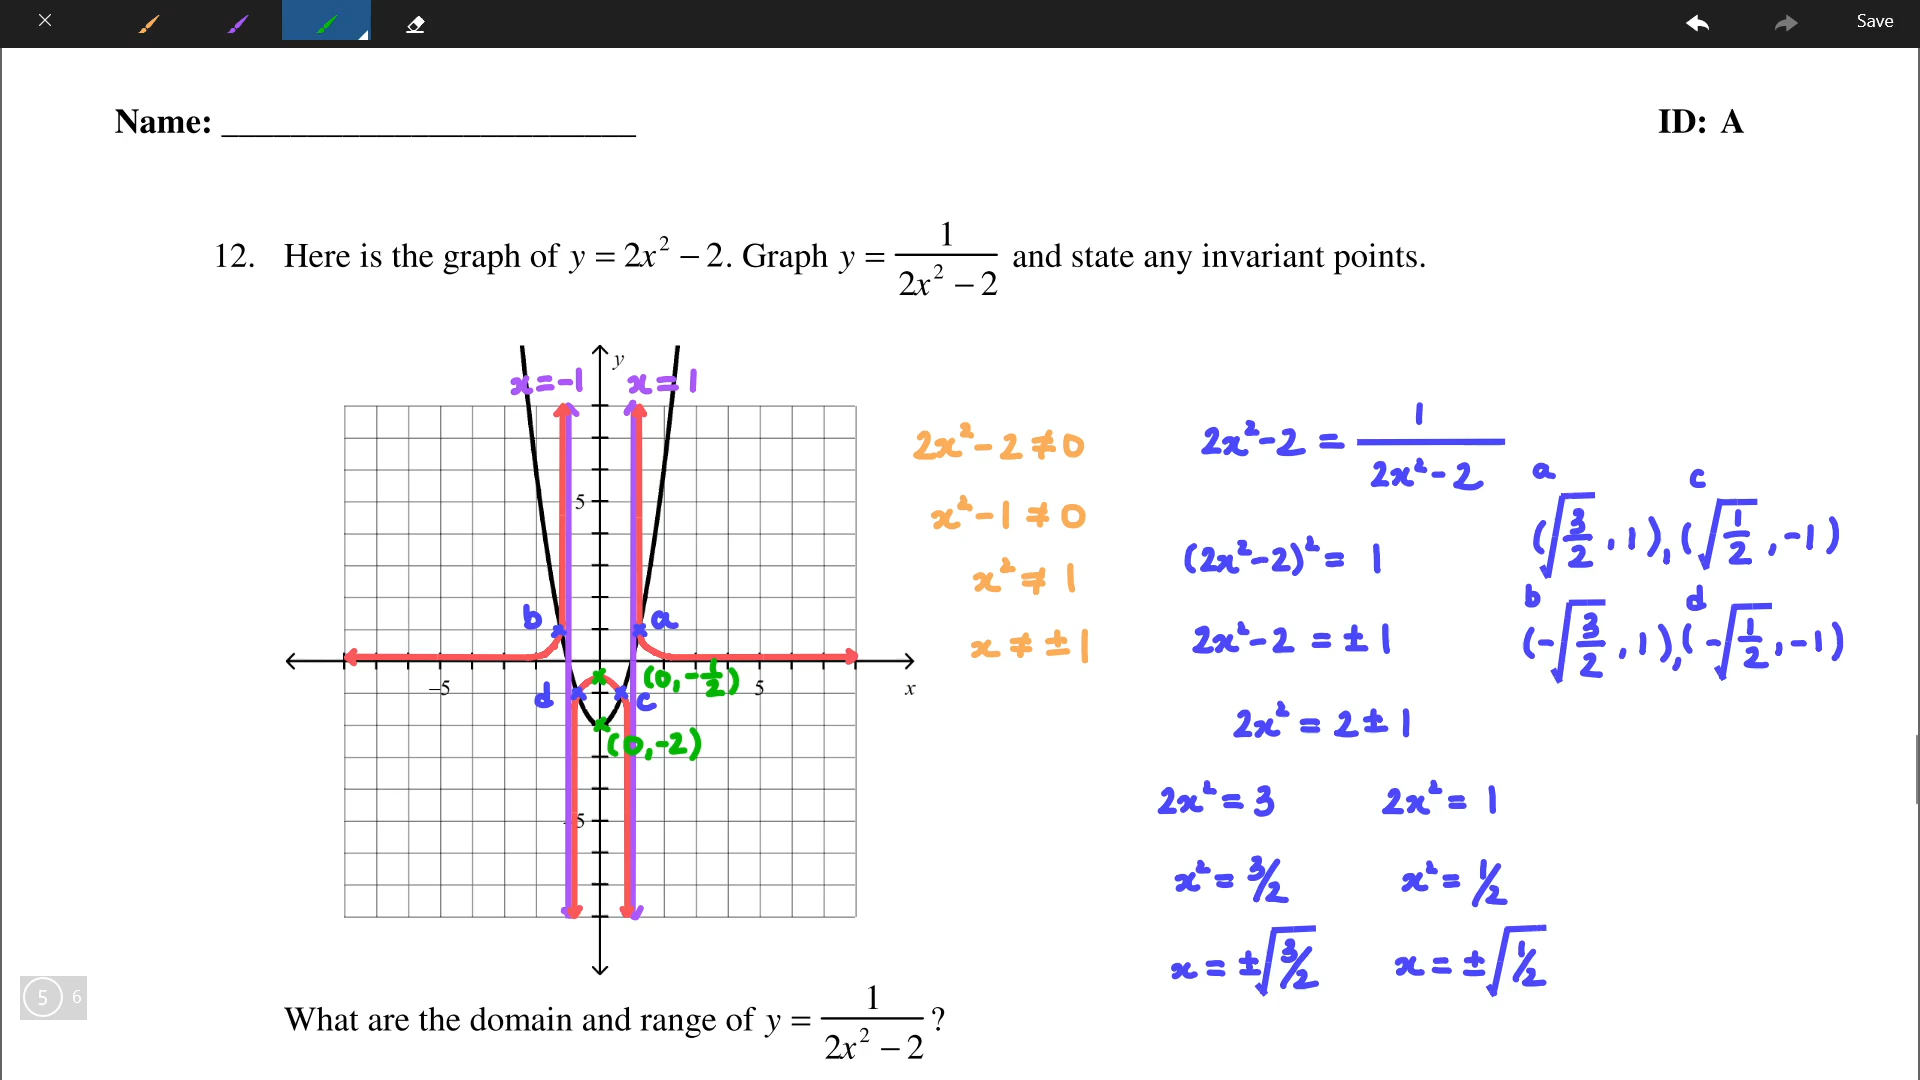 Save
Name: ________________________ ID: A
12. Here is the graph of y = 2x² − 2. Graph y = 1/(2x² − 2) and state any invariant points.
y
x=-1 x=1
5
b a
−5 5 x
(0, -1/2)
d c
(0,-2)
-5
2x²-2 ≠ 0
x²-1 ≠ 0
x² ≠ 1
x ≠ ± 1
2x²-2 = 1/(2x²-2)
(2x²-2)² = 1
2x²-2 = ± 1
2x² = 2 ± 1
2x² = 3 2x² = 1
x² = 3/2 x² = 1/2
x = ±√3/2 x = ±√1/2
a c
(√3/2, 1), (√1/2, -1)
b d
(-√3/2, 1), (-√1/2, -1)
5 6
What are the domain and range of y = 1/(2x² − 2)?